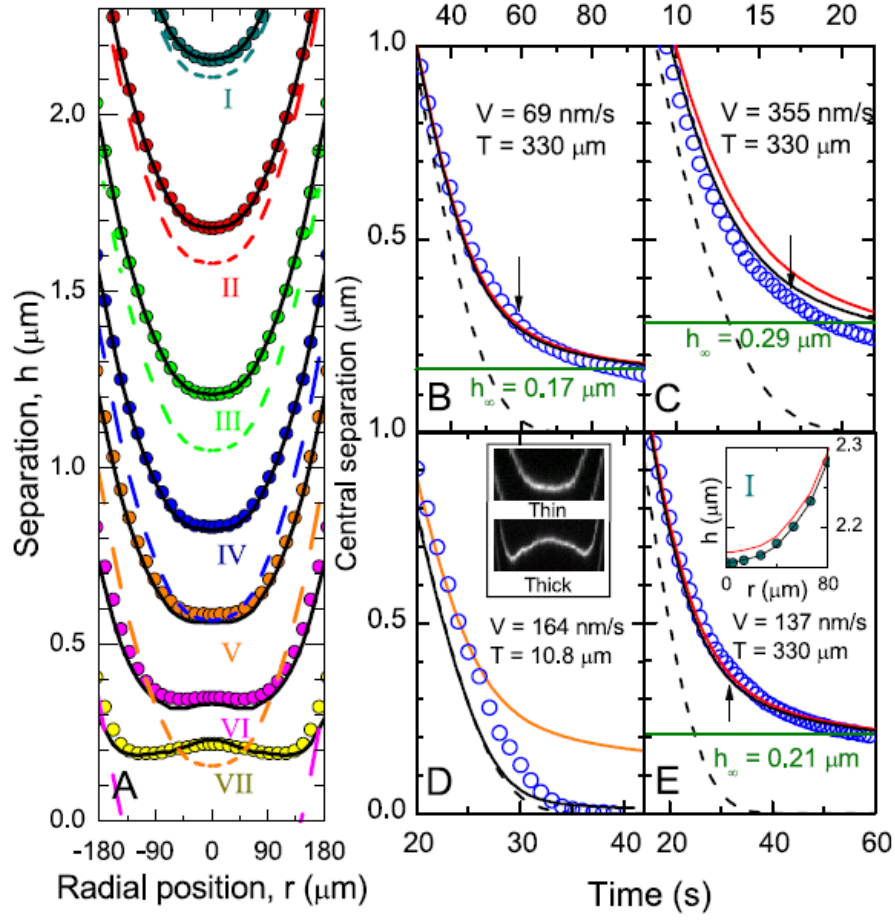 2.0
1.5
1.0
0.5
0.0
-180
-90
0
90
180
Separation, h (μm)
Radial position, r (μm)
I
II
III
IV
V
VI
VII
A
40
60
80
10
15
20
1.0
0.5
1.0
0.5
0.0
Central separation (μm)
V = 69 nm/s
T = 330 μm
B
h∞ = 0.17 μm
V = 355 nm/s
T = 330 μm
C
h∞ = 0.29 μm
Thin
Thick
V = 164 nm/s
T = 10.8 μm
D
20
30
40
I
h (μm)
2.3
2.2
0
80
r (μm)
V = 137 nm/s
T = 330 μm
E
h∞ = 0.21 μm
20
40
60
Time (s)